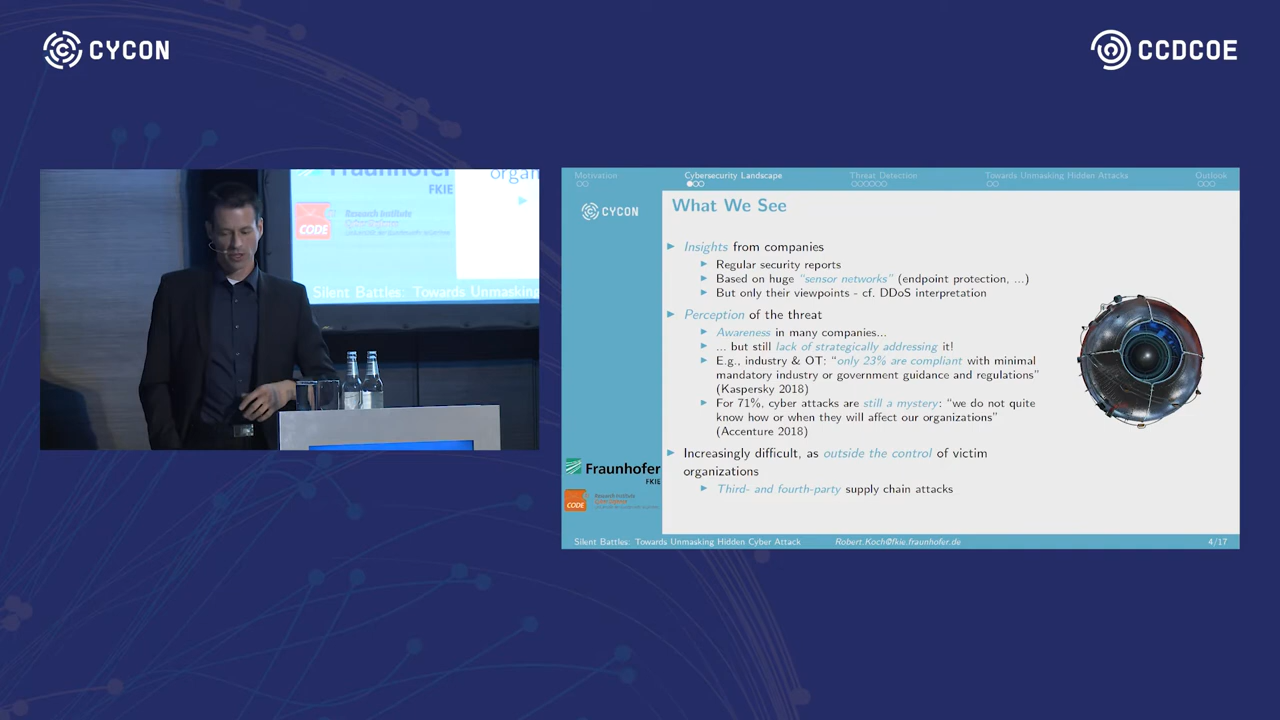 CYCON
CCDCOE
Fraunhofer
FKIE
organ
Research Institute
CODE
Silent Battles: Towards Unmasking
Motivation
Cybersecurity Landscape
Threat Detection
Towards Unmasking Hidden Attacks
Outlook
CYCON
What We See
Insights from companies
Regular security reports
Based on huge “sensor networks” (endpoint protection, ...)
But only their viewpoints - cf. DDoS interpretation
Perception of the threat
Awareness in many companies...
... but still lack of strategically addressing it!
E.g., industry & OT: “only 23% are compliant with minimal
mandatory industry or government guidance and regulations”
(Kaspersky 2018)
For 71%, cyber attacks are still a mystery: “we do not quite
know how or when they will affect our organizations”
(Accenture 2018)
Increasingly difficult, as outside the control of victim
organizations
Third- and fourth-party supply chain attacks
Fraunhofer
FKIE
CODE
Research Institute
Silent Battles: Towards Unmasking Hidden Cyber Attack
Robert.Koch@fkie.fraunhofer.de
4/17